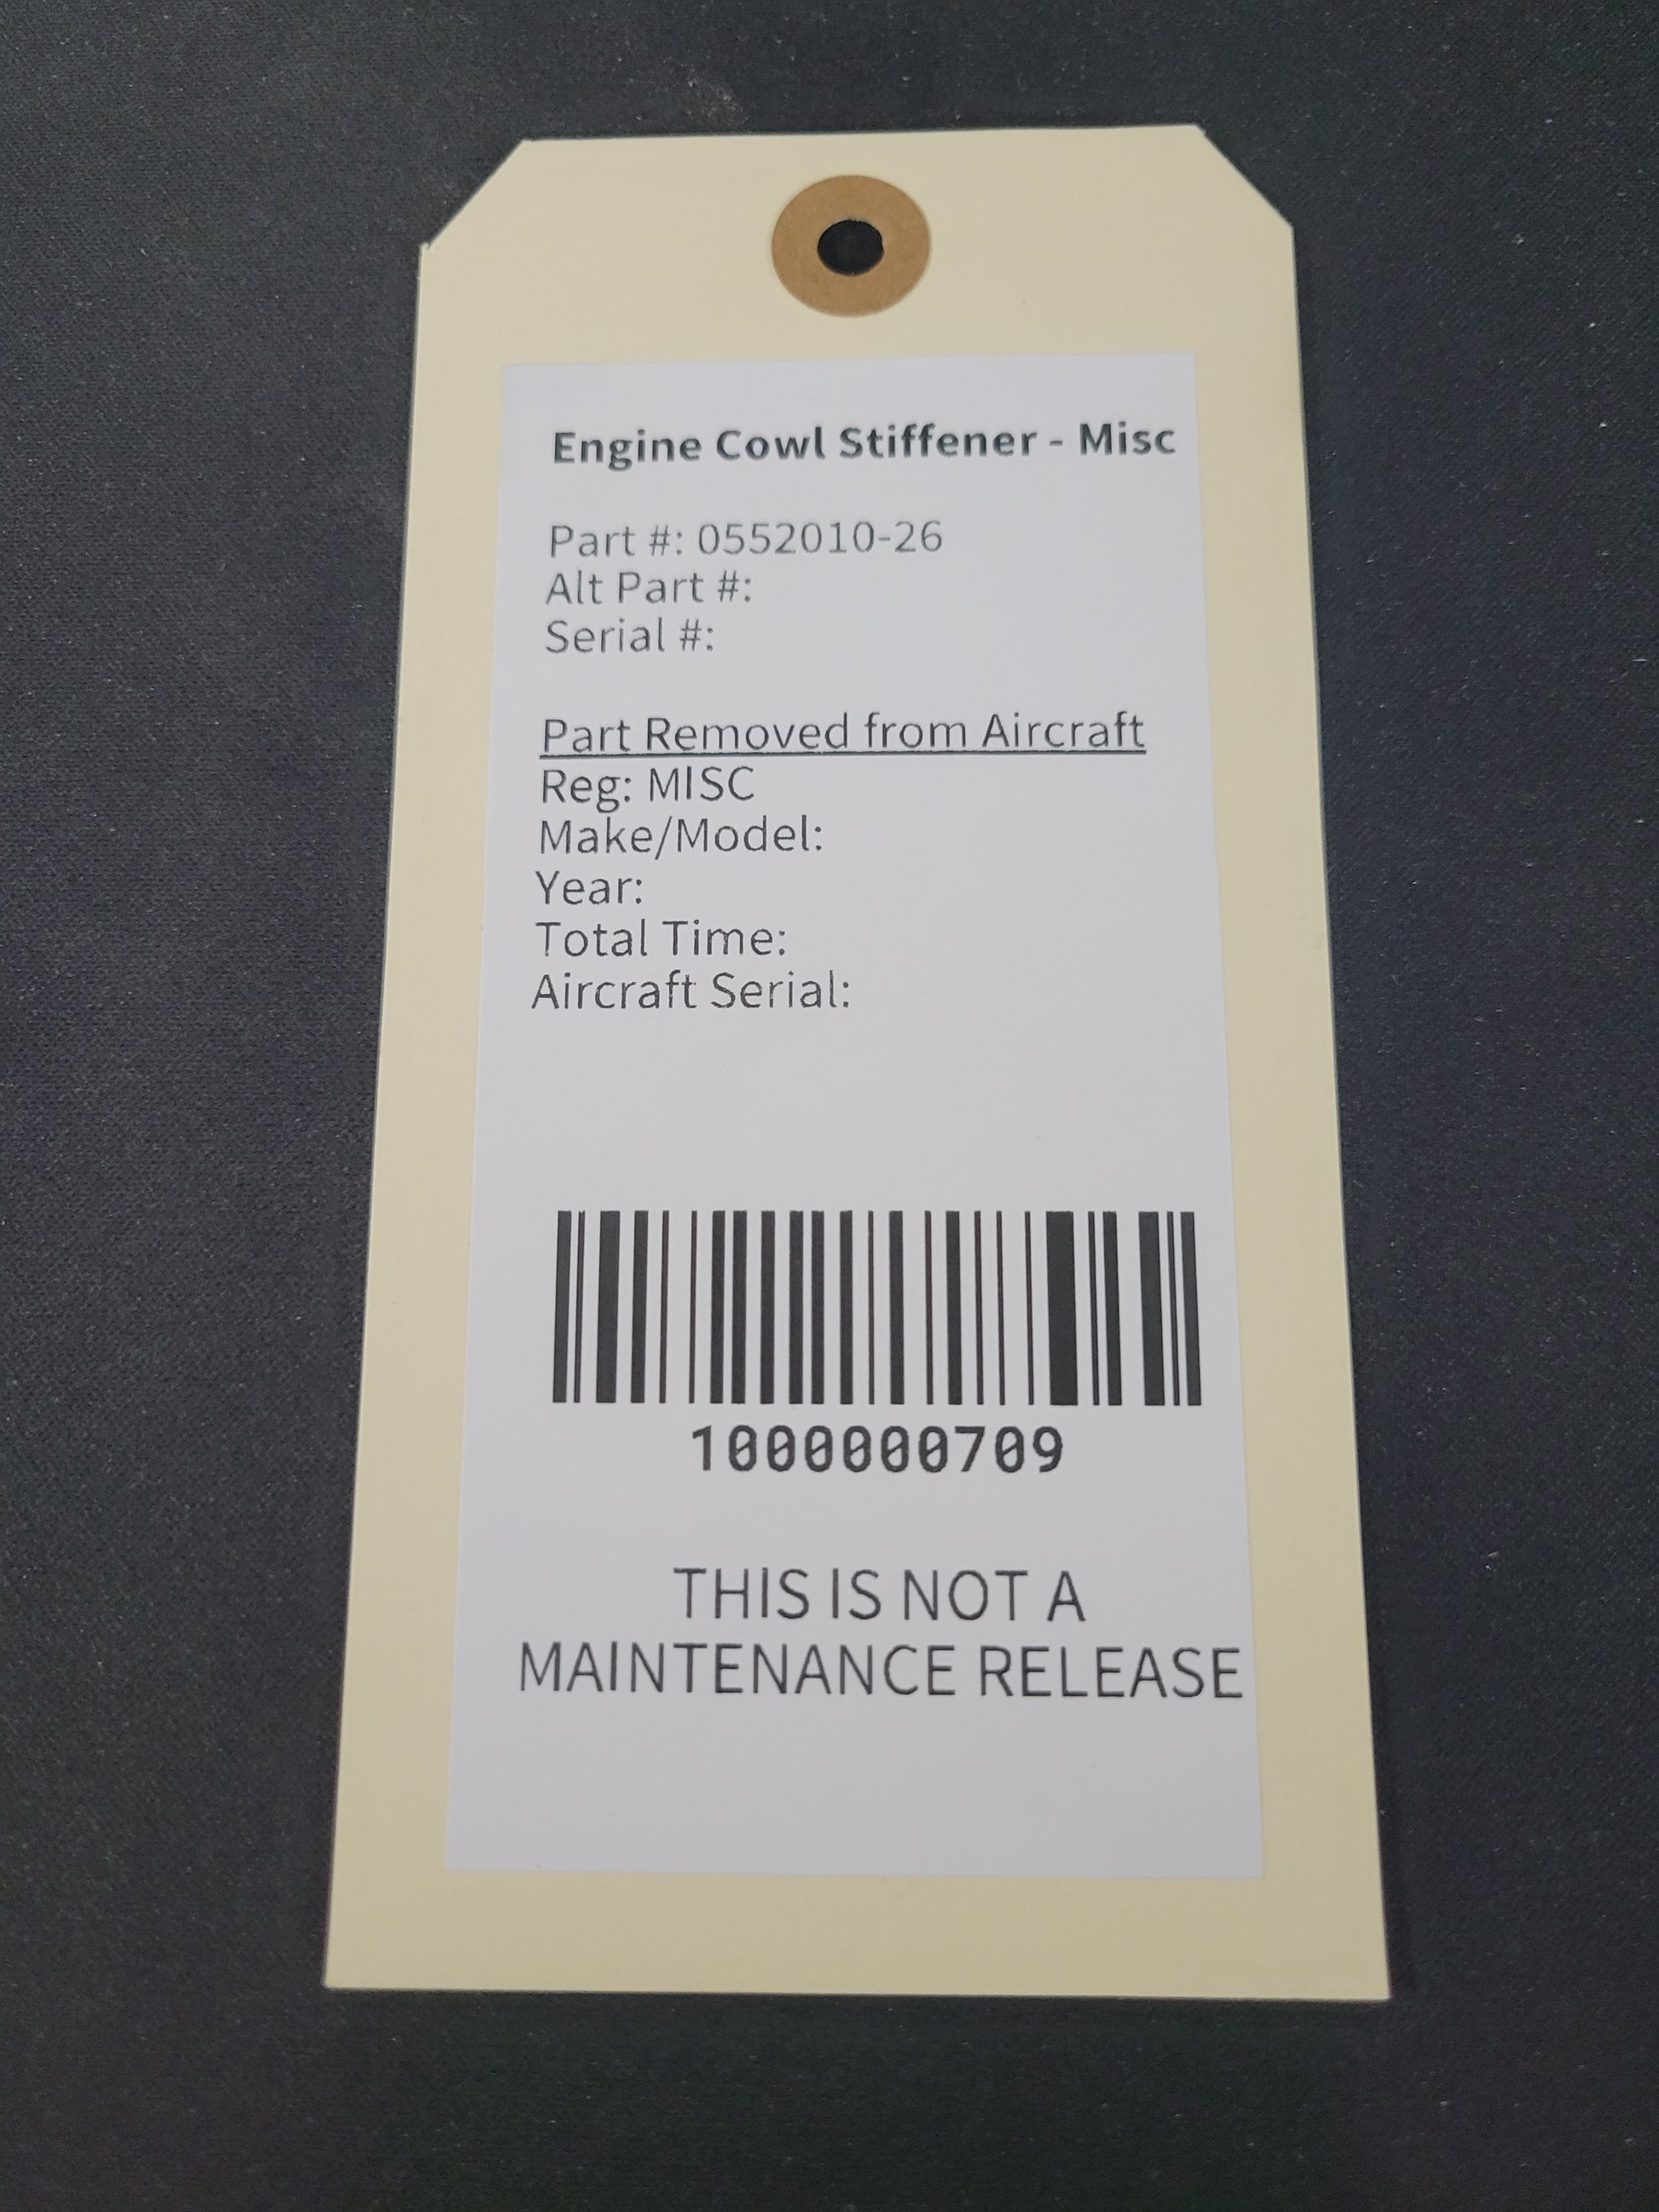 Engine Cowl Stiffener - Misc
Part #: 0552010-26
Alt Part #:
Serial #:
Part Removed from Aircraft
Reg: MISC
Make/Model:
Year:
Total Time:
Aircraft Serial:
1000000709
THIS IS NOT A
MAINTENANCE RELEASE